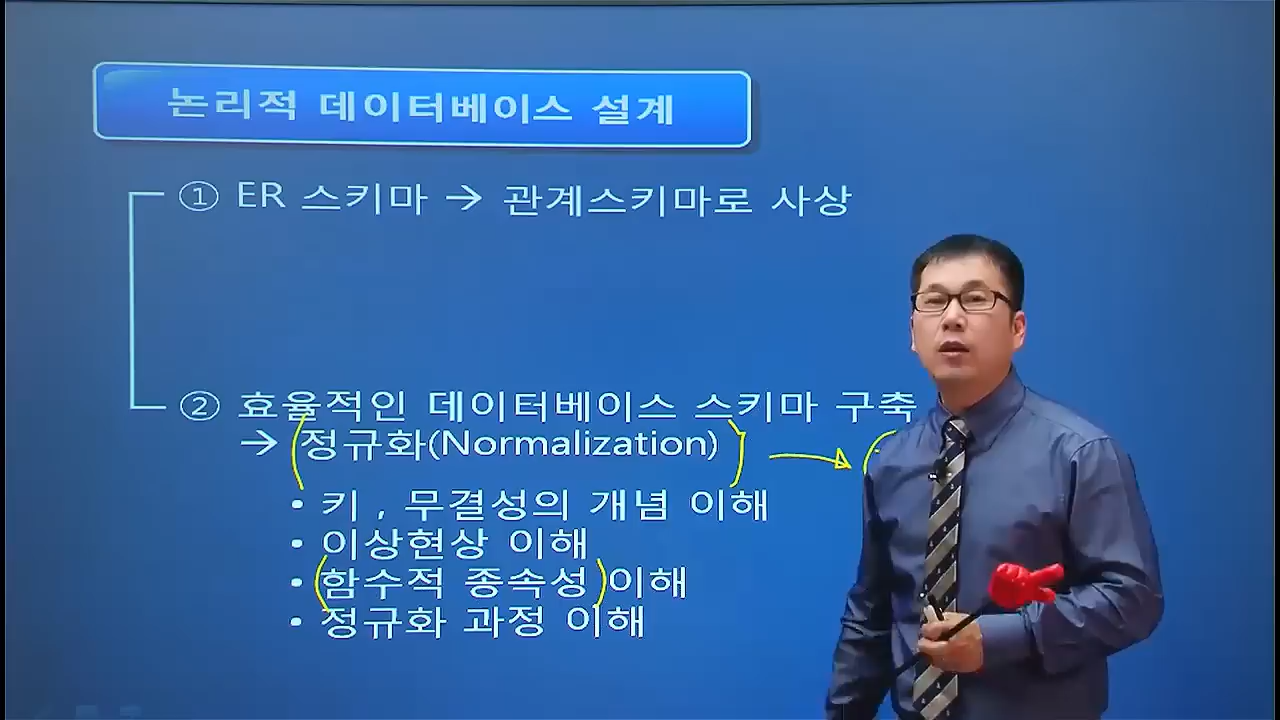 논리적 데이터베이스 설계
① ER 스키마 → 관계스키마로 사상
② 효율적인 데이터베이스 스키마 구축
→ 정규화(Normalization)
• 키 , 무결성의 개념 이해
• 이상현상 이해
• 함수적 종속성 이해
• 정규화 과정 이해